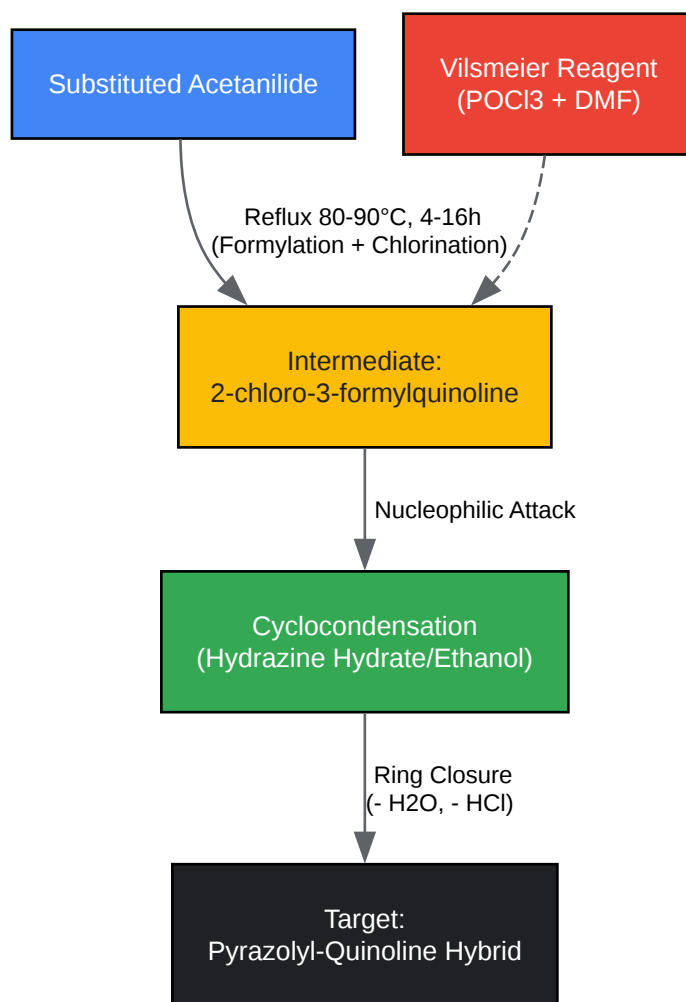 Substituted Acetanilide
Vilsmeier Reagent
(POCl3 + DMF)
Reflux 80-90°C, 4-16h
(Formylation + Chlorination)
Intermediate:
2-chloro-3-formylquinoline
Nucleophilic Attack
Cyclocondensation
(Hydrazine Hydrate/Ethanol)
Ring Closure
(- H2O, - HCl)
Target:
Pyrazolyl-Quinoline Hybrid